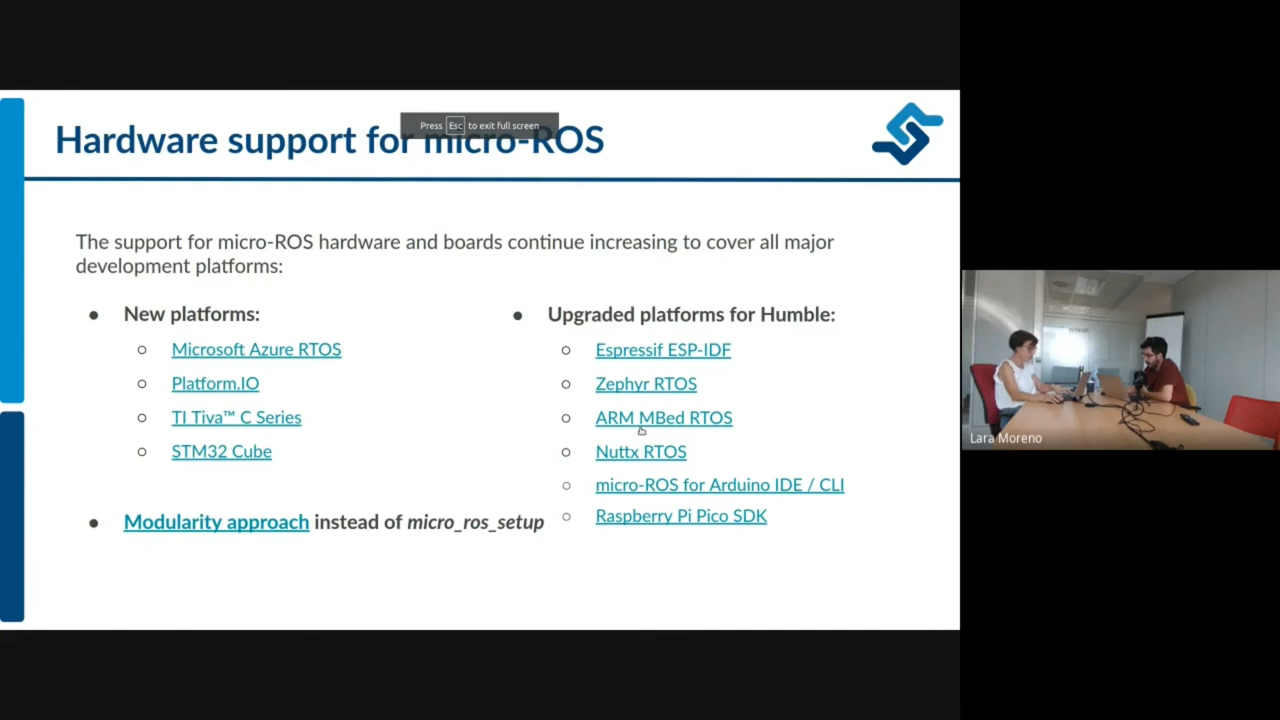 Press Esc to exit full screen
Hardware support for micro-ROS
The support for micro-ROS hardware and boards continue increasing to cover all major
development platforms:
New platforms:
Microsoft Azure RTOS
Platform.IO
TI Tiva™ C Series
STM32 Cube
Modularity approach instead of micro_ros_setup
Upgraded platforms for Humble:
Espressif ESP-IDF
Zephyr RTOS
ARM MBed RTOS
Nuttx RTOS
micro-ROS for Arduino IDE / CLI
Raspberry Pi Pico SDK
Lara Moreno